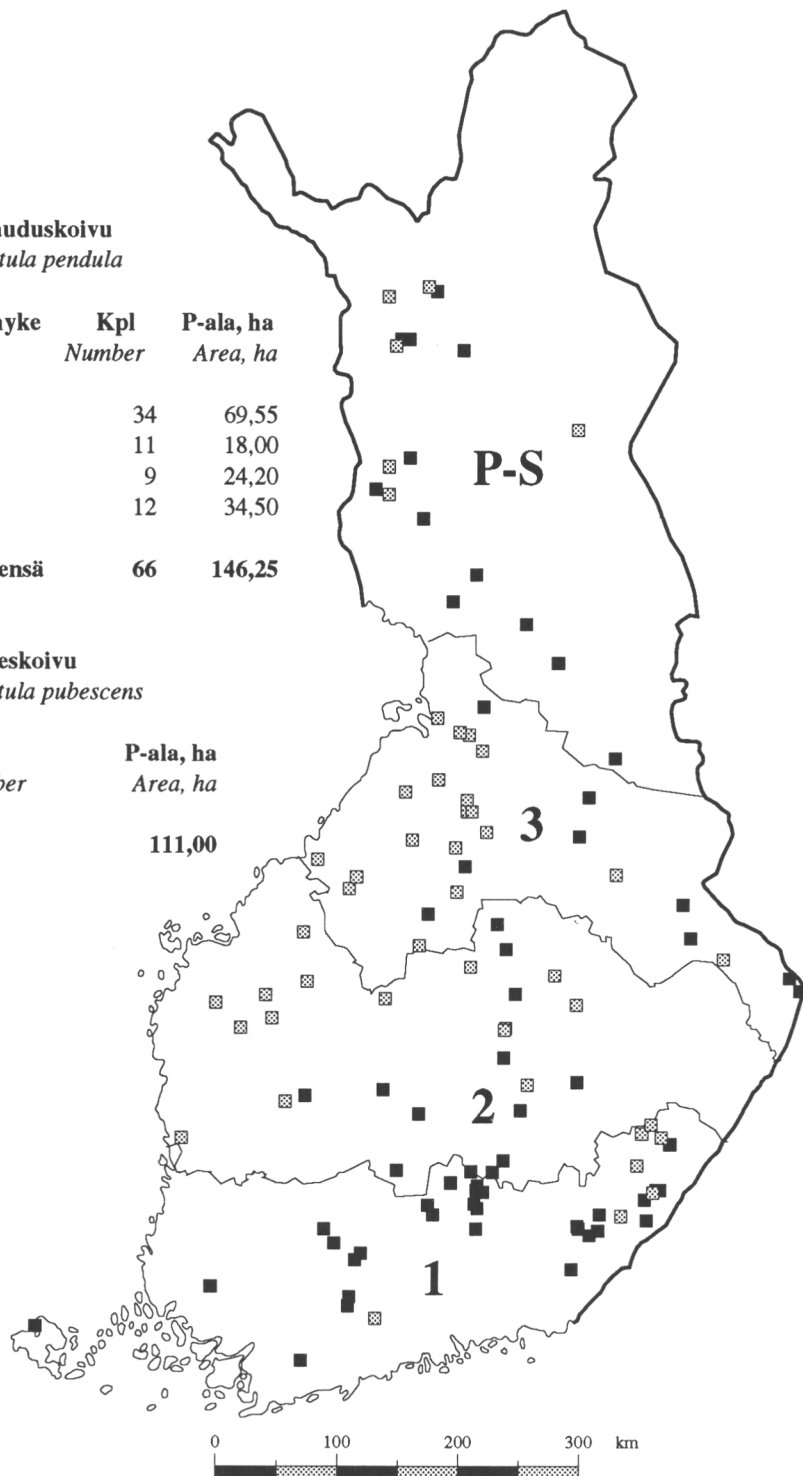 auduskoivu
tula pendula
yke Kpl P-ala, ha
Number Area, ha
34 69,55
11 18,00
9 24,20
12 34,50
ensä 66 146,25
eskoivu
tula pubescens
P-ala, ha
ber Area, ha
111,00
P-S
3
2
1
0 100 200 300 km